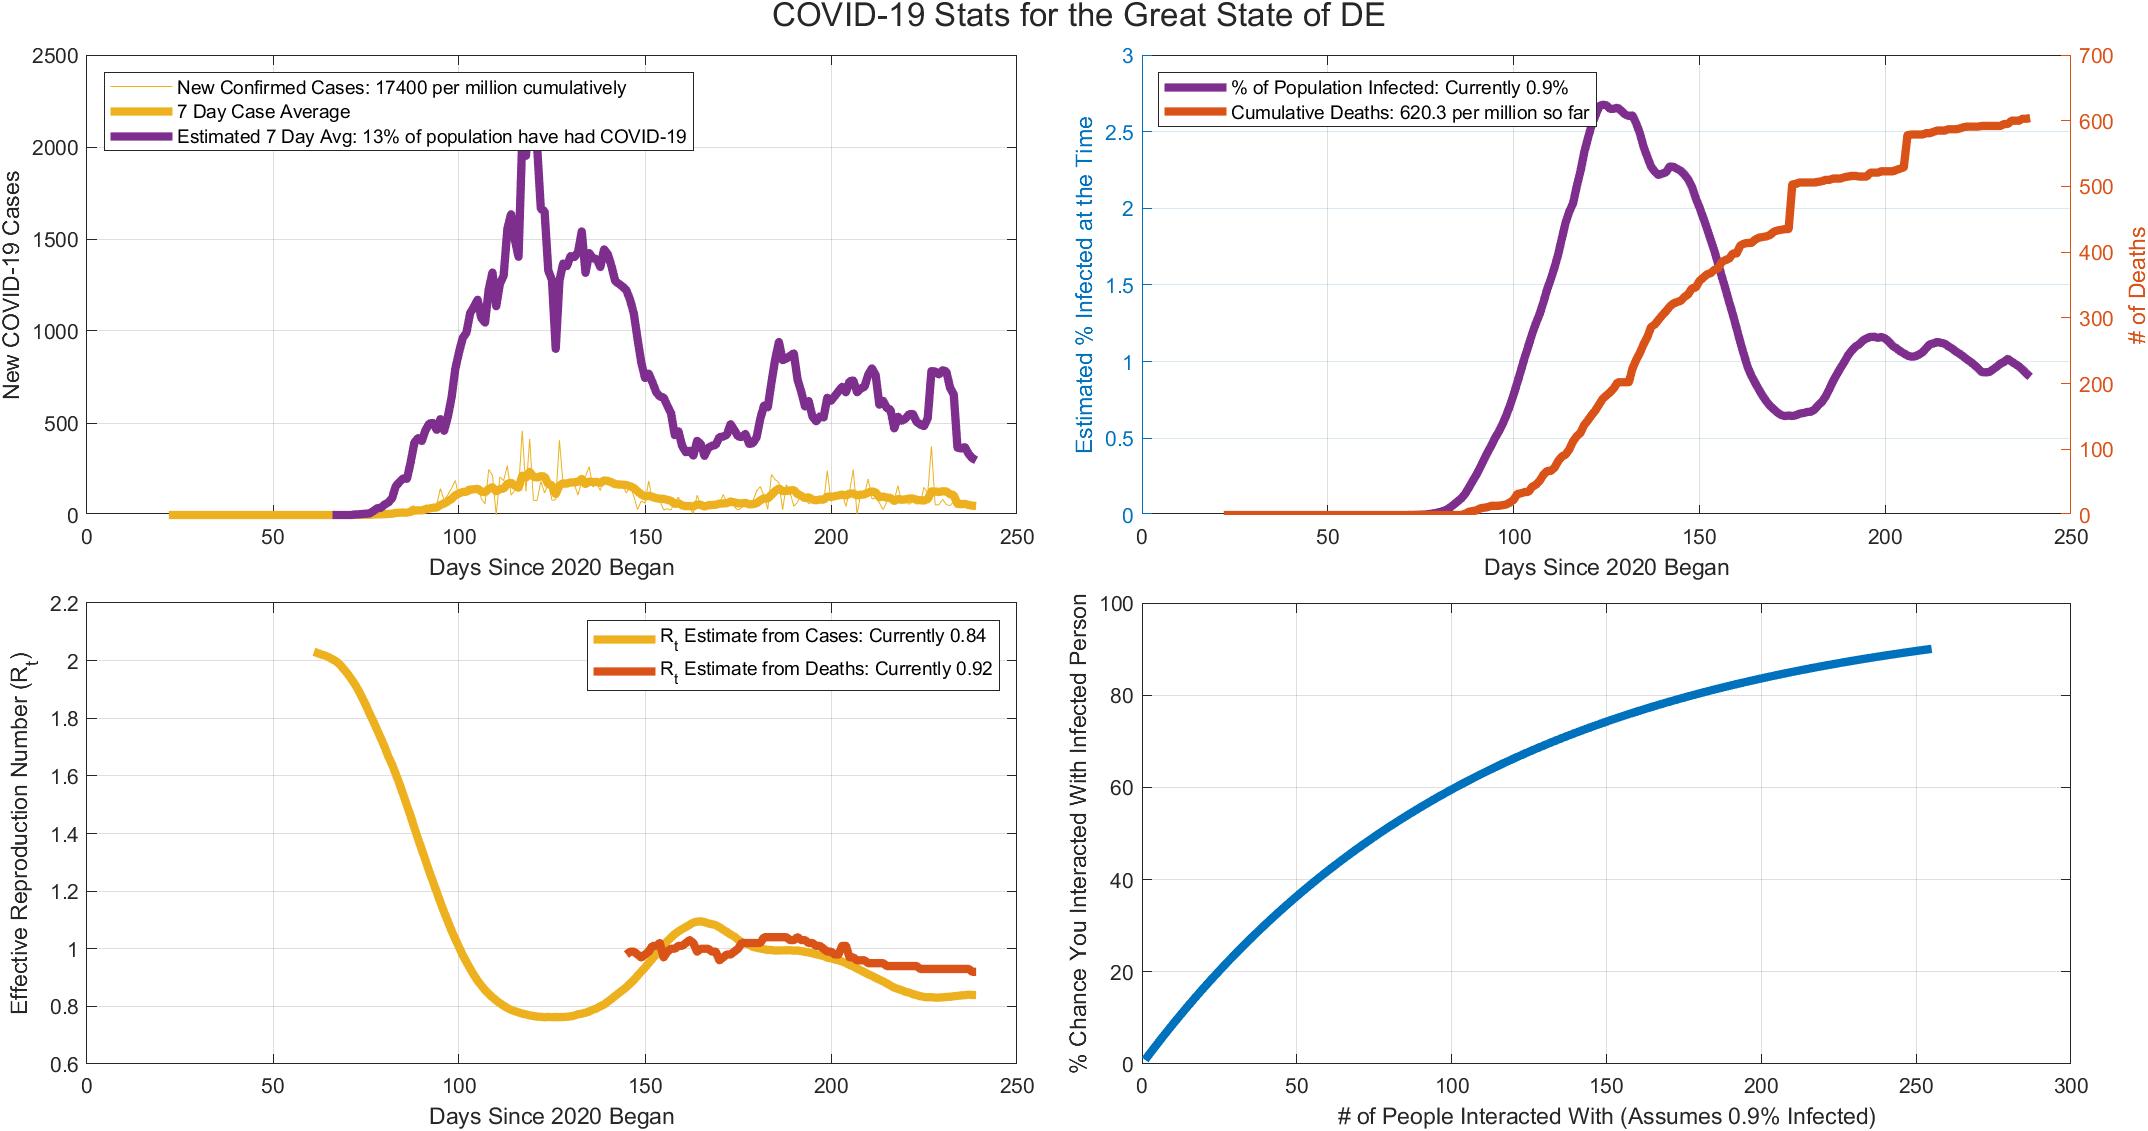 COVID-19 Stats for the Great State of DE
2500
2000
1500
1000
500
0
New COVID-19 Cases
New Confirmed Cases: 17400 per million cumulatively
7 Day Case Average
Estimated 7 Day Avg: 13% of population have had COVID-19
0 50 100 150 200 250
Days Since 2020 Began
3
2.5
2
1.5
1
0.5
0
Estimated % Infected at the Time
% of Population Infected: Currently 0.9%
Cumulative Deaths: 620.3 per million so far
700
600
500
400
300
200
100
0
# of Deaths
0 50 100 150 200 250
Days Since 2020 Began
2.2
2
1.8
1.6
1.4
1.2
1
0.8
0.6
Effective Reproduction Number (Rt)
Rt Estimate from Cases: Currently 0.84
Rt Estimate from Deaths: Currently 0.92
0 50 100 150 200 250
Days Since 2020 Began
100
80
60
40
20
0
% Chance You Interacted With Infected Person
0 50 100 150 200 250 300
# of People Interacted With (Assumes 0.9% Infected)